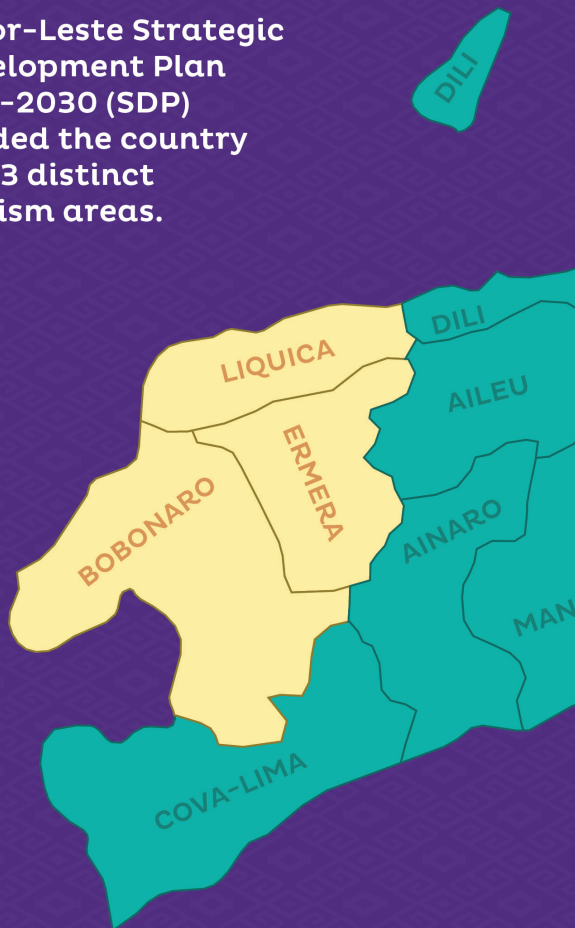 or-Leste Strategic
elopment Plan
-2030 (SDP)
ded the country
3 distinct
ism areas.
DILI
DILI
LIQUICA
AILEU
ERMERA
BOBONARO
AINARO
MAN
COVA-LIMA